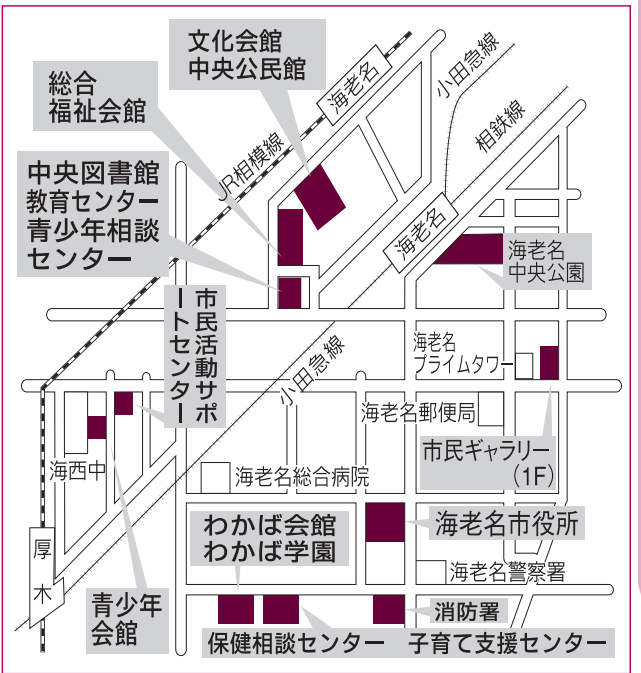 文化会館
中央公民館
海老名
小田急線
総合
福祉会館
JR相模線
相鉄線
中央図書館
教育センター
青少年相談
センター
海老名
海老名
中央公園
市民活動サポ
ートセンター
小田急線
海老名
プライムタワー
海老名郵便局
市民ギャラリー
(1F)
海西中
海老名総合病院
わかば会館
わかば学園
海老名市役所
厚木
海老名警察署
青少年
会館
消防署
保健相談センター
子育て支援センター